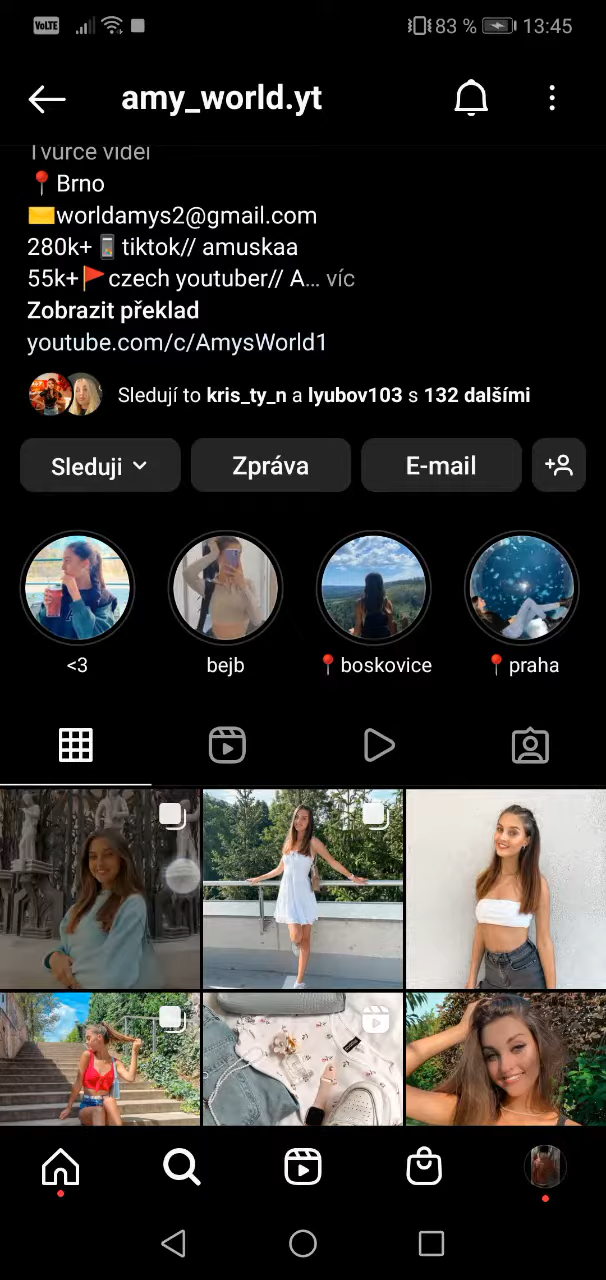 VoLTE
83 %
13:45
amy_world.yt
Tvůrce videí
📍Brno
✉️worldamys2@gmail.com
280k+📱tiktok// amuskaa
55k+🚩czech youtuber// A... víc
Zobrazit překlad
youtube.com/c/AmysWorld1
Sledují to kris_ty_n a lyubov103 s 132 dalšími
Sleduji
Zpráva
E-mail
<3
bejb
📍boskovice
📍praha